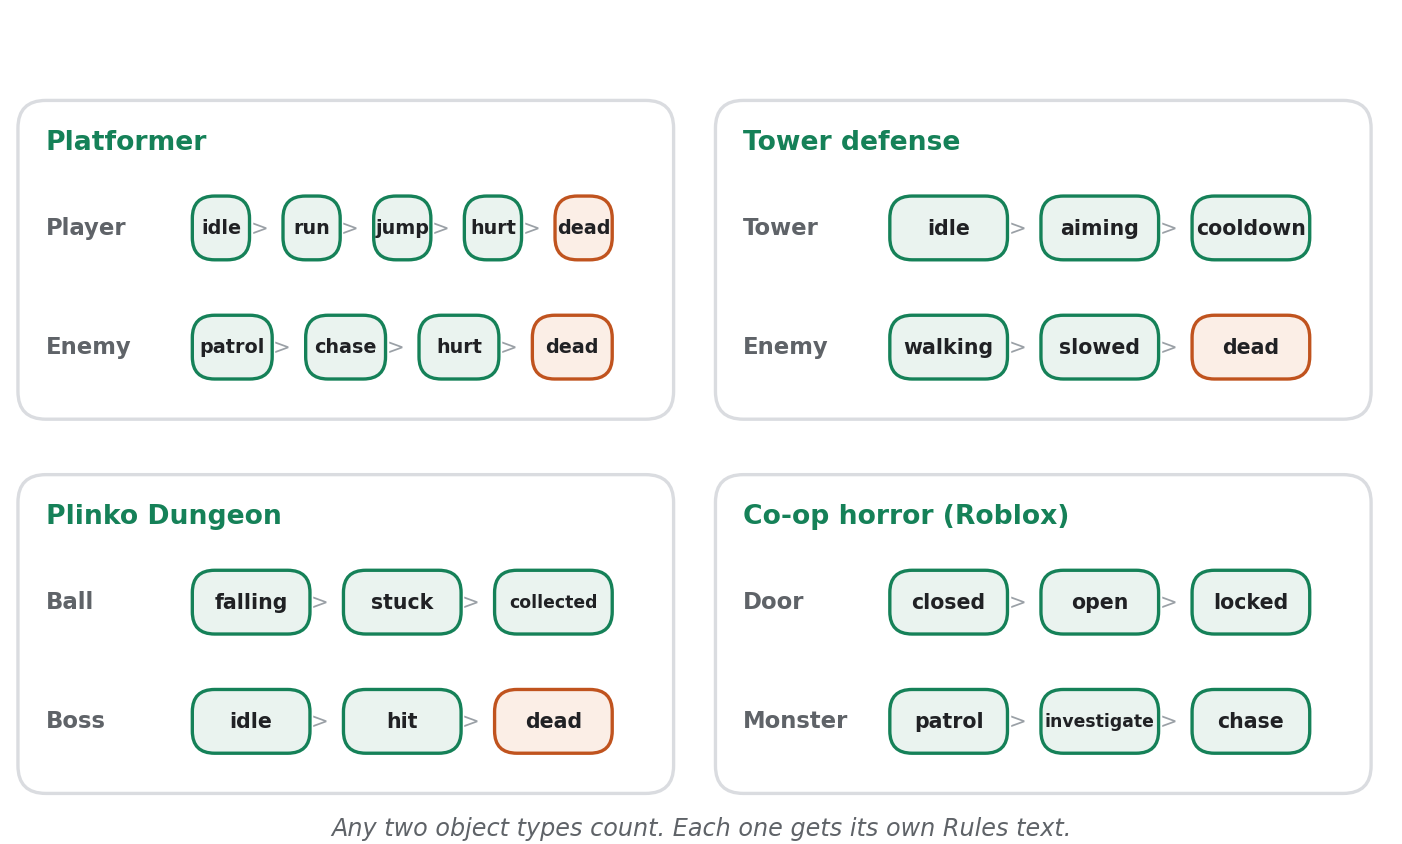 Platformer
Player idle > run > jump > hurt > dead
Enemy patrol > chase > hurt > dead
Tower defense
Tower idle > aiming > cooldown
Enemy walking > slowed > dead
Plinko Dungeon
Ball falling > stuck > collected
Boss idle > hit > dead
Co-op horror (Roblox)
Door closed > open > locked
Monster patrol > investigate > chase
Any two object types count. Each one gets its own Rules text.